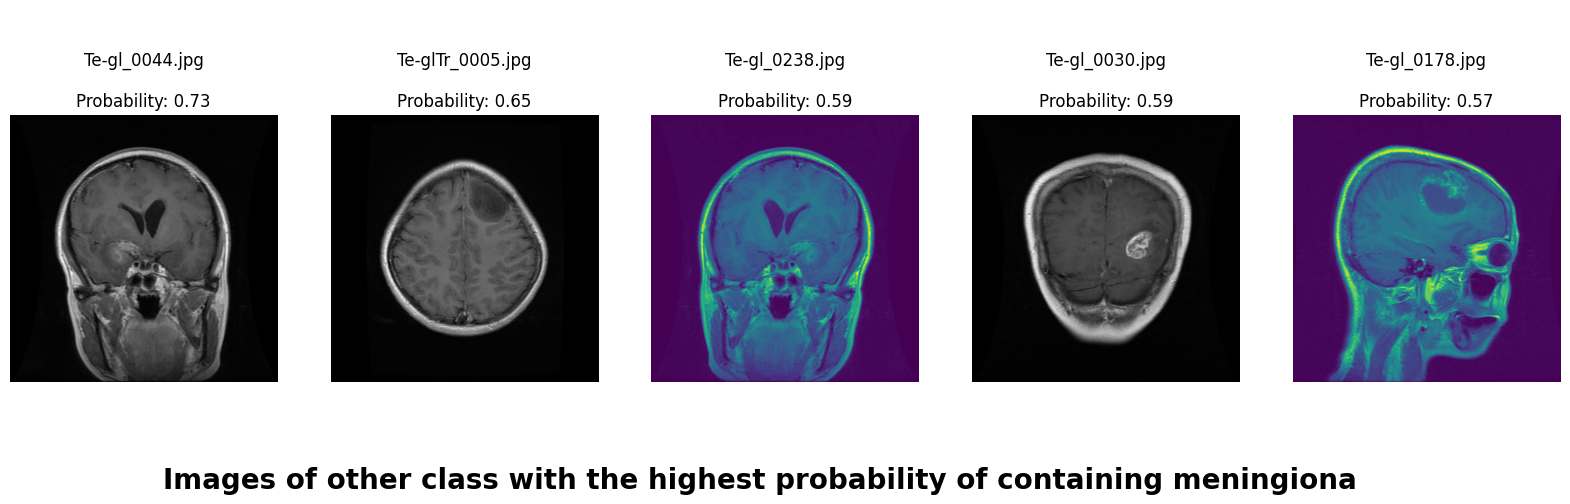 Te-gl_0044.jpg
Probability: 0.73
Te-glTr_0005.jpg
Probability: 0.65
Te-gl_0238.jpg
Probability: 0.59
Te-gl_0030.jpg
Probability: 0.59
Te-gl_0178.jpg
Probability: 0.57
Images of other class with the highest probability of containing meningiona